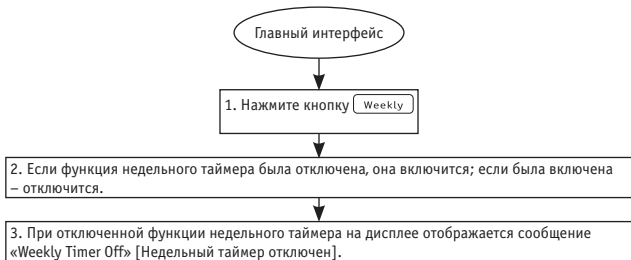 Главный интерфейс
1. Нажмите кнопку Weekly
2. Если функция недельного таймера была отключена, она включится; если была включена
– отключится.
3. При отключенной функции недельного таймера на дисплее отображается сообщение
«Weekly Timer Off» [Недельный таймер отключен].